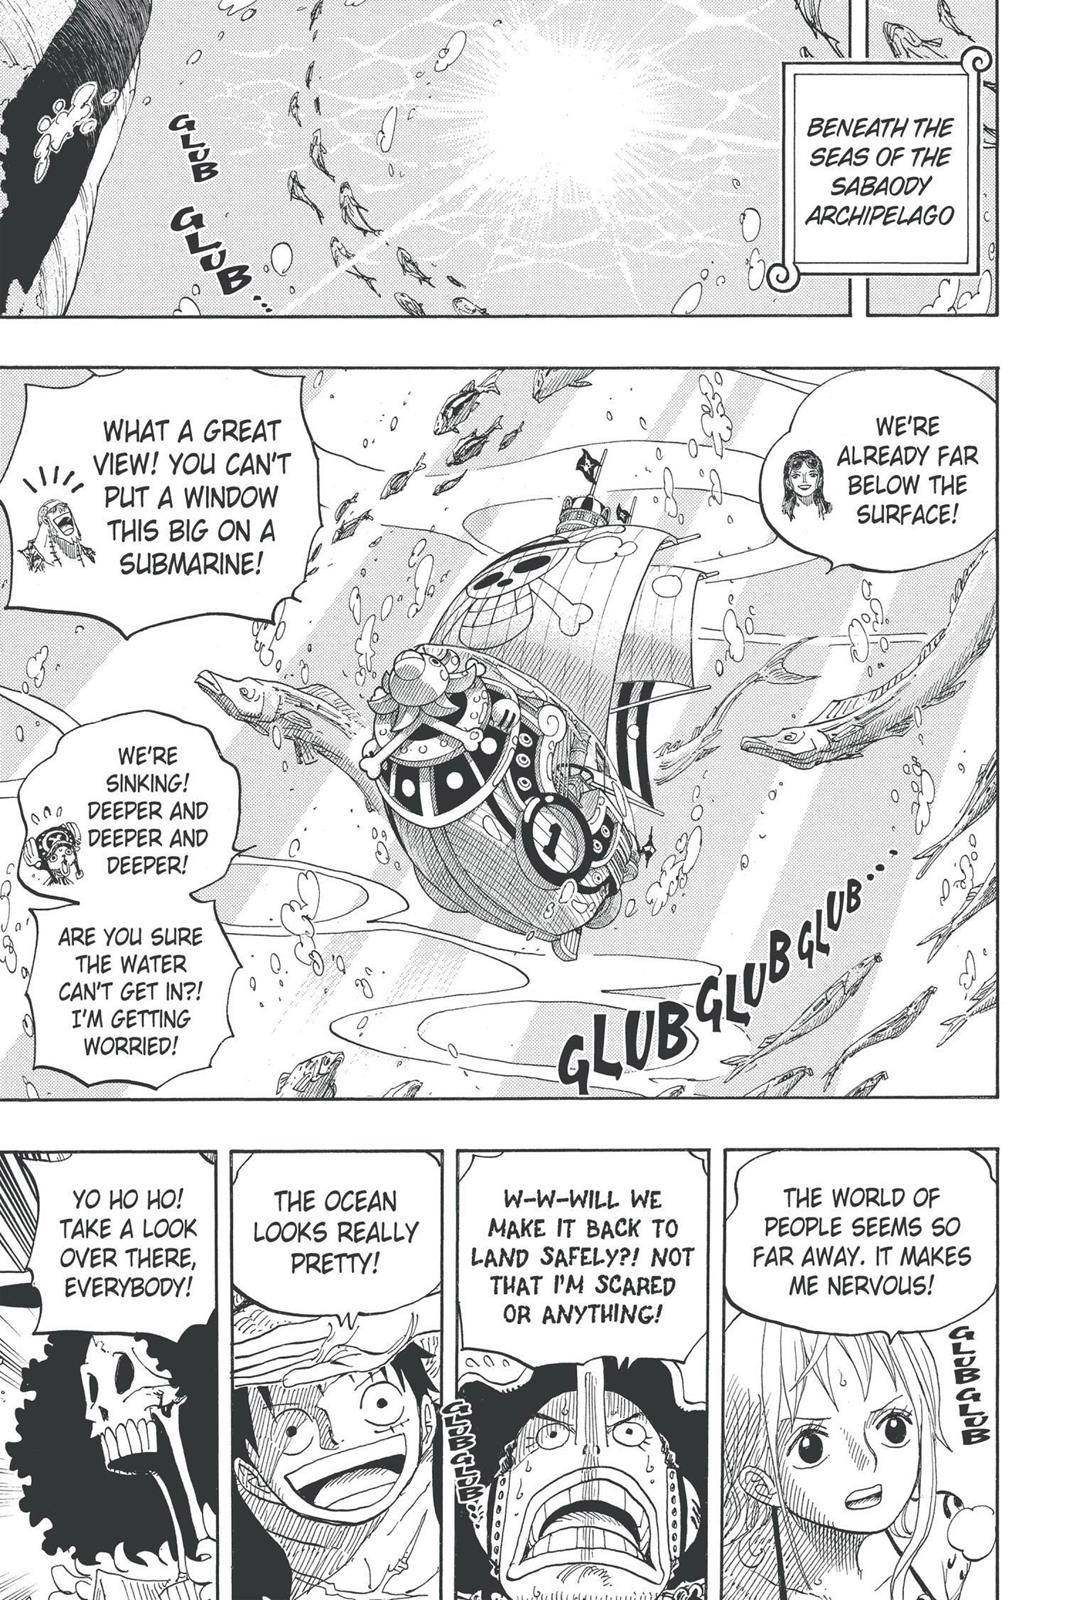 BENEATH THE
SEAS OF THE
SABAODY
ARCHIPELAGO
GLUB
GLUB...
WE'RE
ALREADY FAR
BELOW THE
SURFACE!
WHAT A GREAT
VIEW! YOU CAN'T
PUT A WINDOW
THIS BIG ON A
SUBMARINE!
WE'RE
SINKING!
DEEPER AND
DEEPER AND
DEEPER!
ARE YOU SURE
THE WATER
CAN'T GET IN?!
I'M GETTING
WORRIED!
1
GLUB GLUB GLUB...
THE WORLD OF
PEOPLE SEEMS SO
FAR AWAY. IT MAKES
ME NERVOUS!
GLUB GLUB
W-W-WILL WE
MAKE IT BACK TO
LAND SAFELY?! NOT
THAT I'M SCARED
OR ANYTHING!
GLUB GLUB...
THE OCEAN
LOOKS REALLY
PRETTY!
YO HO HO!
TAKE A LOOK
OVER THERE,
EVERYBODY!